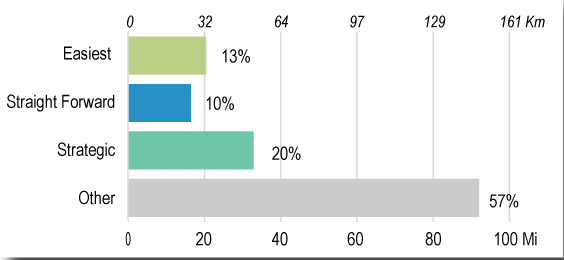 0 32 64 97 129 161 Km
Easiest 13%
Straight Forward 10%
Strategic 20%
Other 57%
0 20 40 60 80 100 Mi